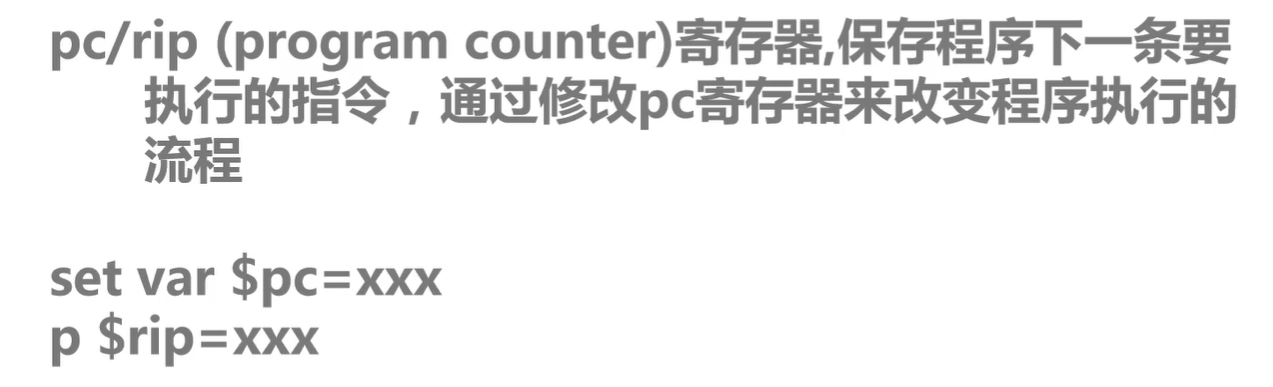 pc/rip (program counter)寄存器,保存程序下一条要
执行的指令，通过修改pc寄存器来改变程序执行的
流程
set var $pc=xxx
p $rip=xxx